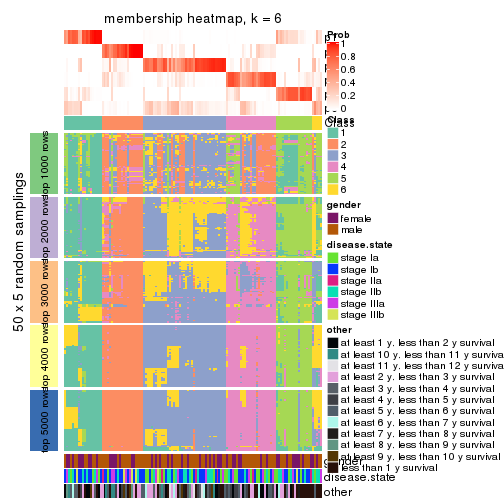 membership heatmap, k = 6
Prob
1
0.8
0.6
0.4
0.2
0
Class
Class
1
2
3
4
5
6
gender
female
male
disease.state
stage Ia
stage Ib
stage IIa
stage IIb
stage IIIa
stage IIIb
other
at least 1 y. less than 2 y survival
at least 10 y. less than 11 y survival
at least 11 y. less than 12 y survival
at least 2 y. less than 3 y survival
at least 3 y. less than 4 y survival
at least 4 y. less than 5 y survival
at least 5 y. less than 6 y survival
at least 6 y. less than 7 y survival
at least 7 y. less than 8 y survival
at least 8 y. less than 9 y survival
at least 9 y. less than 10 y survival
less than 1 y survival
gender
disease.state
other
50 x 5 random samplings
top 1000 rows
top 2000 rows
top 3000 rows
top 4000 rows
top 5000 rows